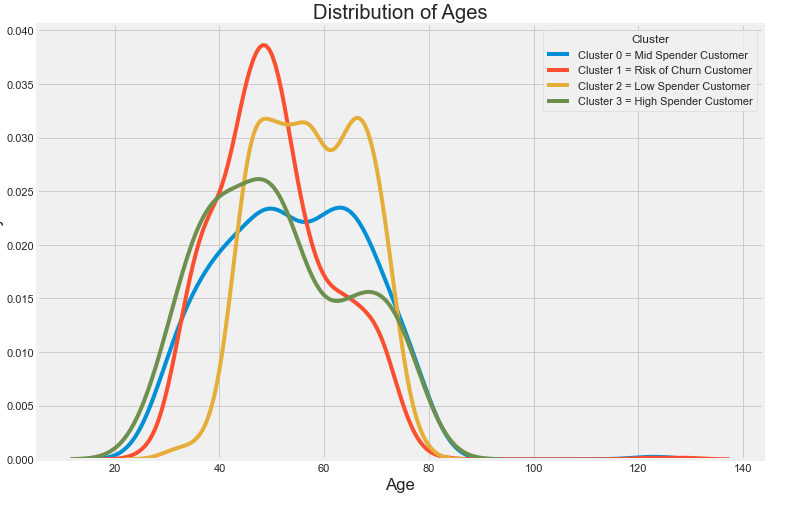 Distribution of Ages
0.040
0.035
0.030
0.025
0.020
0.015
0.010
0.005
0.000
Cluster
Cluster 0 = Mid Spender Customer
Cluster 1 = Risk of Churn Customer
Cluster 2 = Low Spender Customer
Cluster 3 = High Spender Customer
20 40 60 80 100 120 140
Age